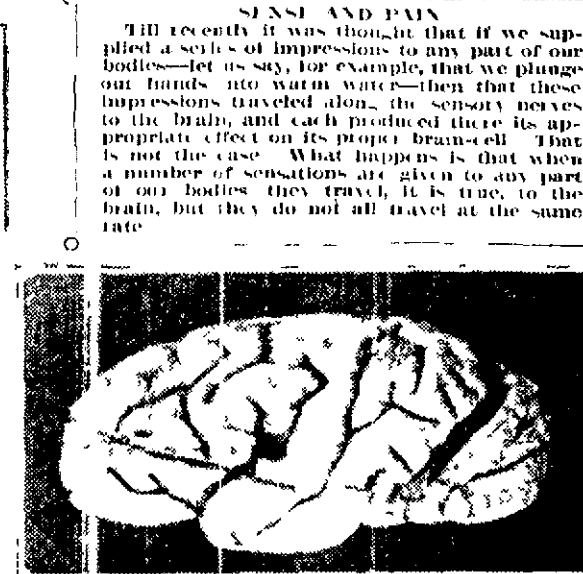 SENSE AND PAIN
Till recently it was thought that if we sup-
plied a series of impressions to any part of our
bodies—let us say, for example, that we plunge
our hands into warm water—then that these
impressions traveled along the sensory nerves
to the brain, and each produced there its ap-
propriate effect on its proper brain-cell That
is not the case What happens is that when
a number of sensations are given to any part
of our bodies they travel, it is true, to the
brain, but they do not all travel at the same
rate